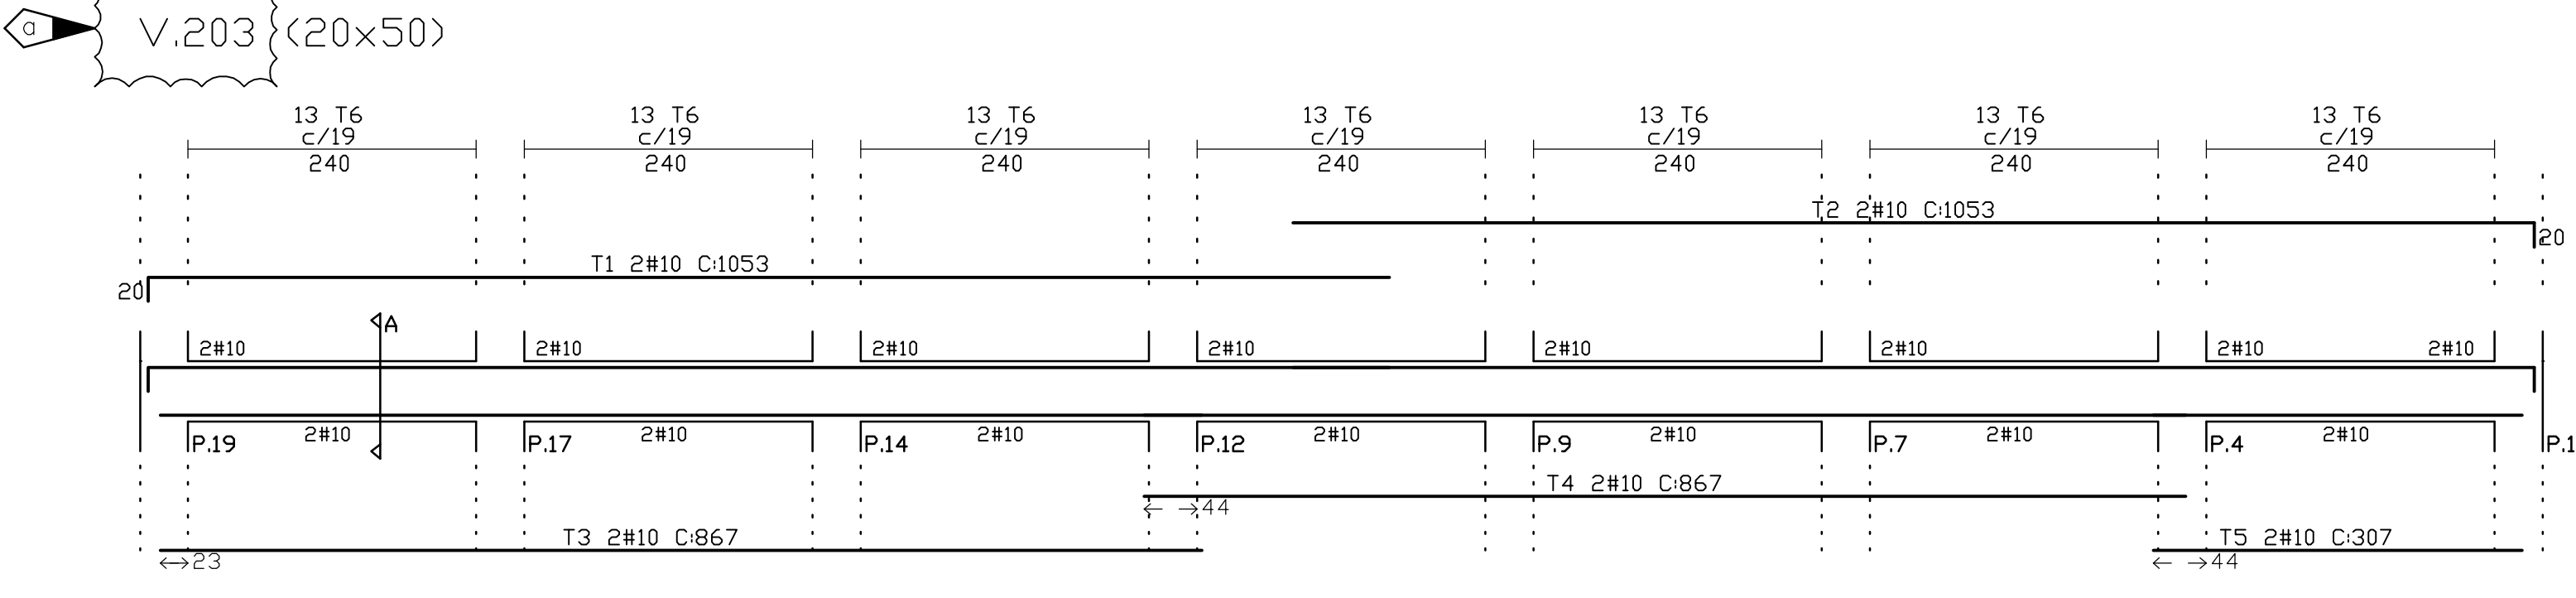 a V.203 (20x50)
13 T6 13 T6 13 T6 13 T6 13 T6 13 T6 13 T6
c/19 c/19 c/19 c/19 c/19 c/19 c/19
240 240 240 240 240 240 240
T2 2#10 C:1053
20
T1 2#10 C:1053
20
A
2#10 2#10 2#10 2#10 2#10 2#10 2#10 2#10
2#10 2#10 2#10 2#10 2#10 2#10 2#10
P.19 P.17 P.14 P.12 P.9 P.7 P.4 P.1
T4 2#10 C:867
44
T3 2#10 C:867 T5 2#10 C:307
23 44